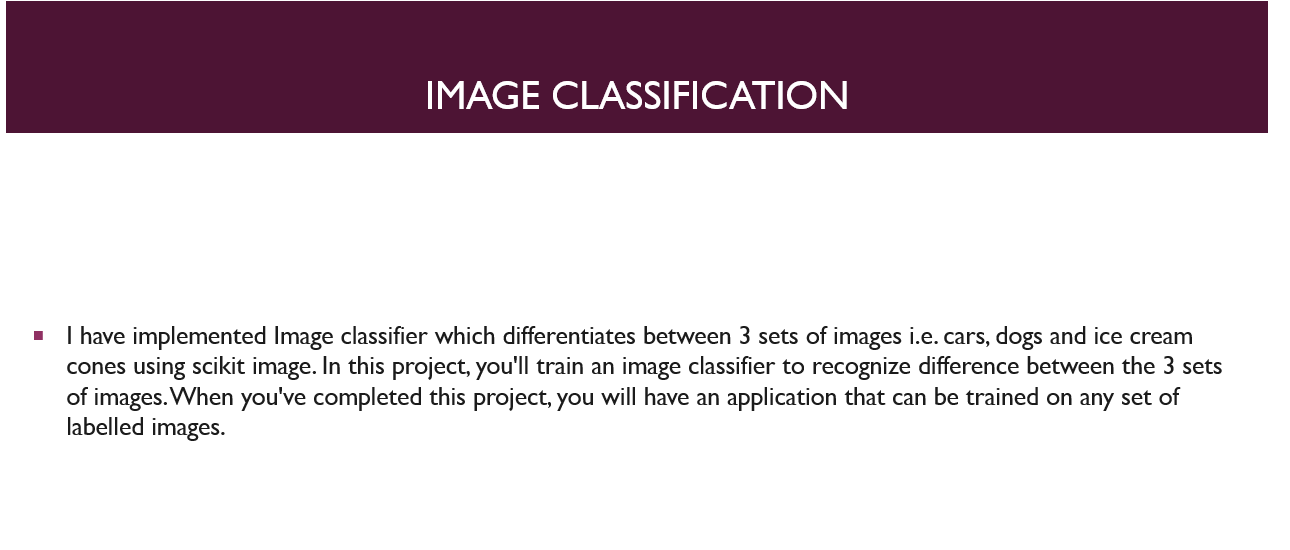 IMAGE CLASSIFICATION
I have implemented Image classifier which differentiates between 3 sets of images i.e. cars, dogs and ice cream
cones using scikit image. In this project, you'll train an image classifier to recognize difference between the 3 sets
of images. When you've completed this project, you will have an application that can be trained on any set of
labelled images.